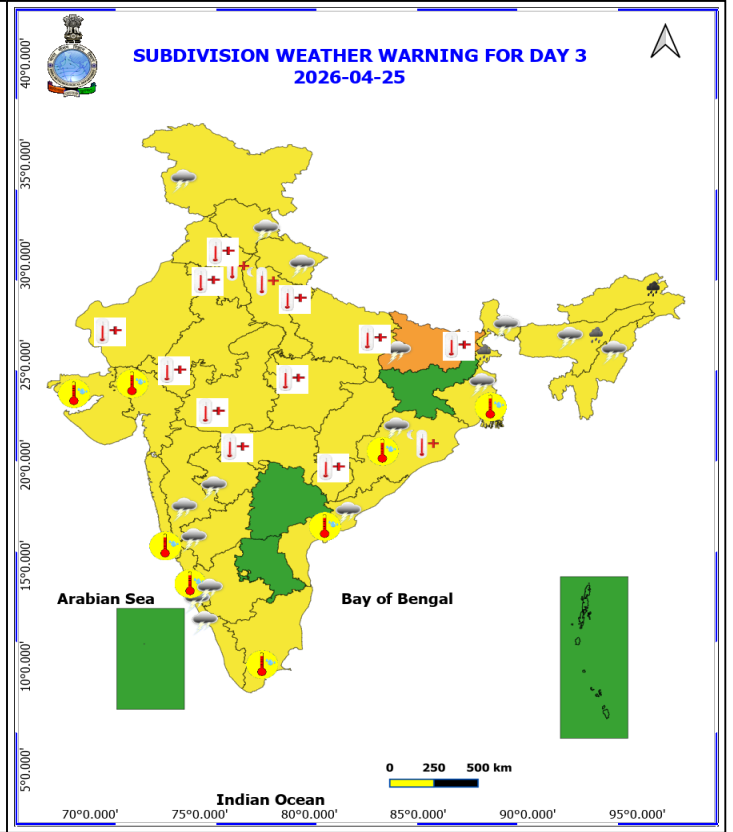 SUBDIVISION WEATHER WARNING FOR DAY 3
2026-04-25
40°0.000'
35°0.000'
30°0.000'
25°0.000'
20°0.000'
15°0.000'
10°0.000'
5°0.000'
Arabian Sea
Bay of Bengal
0 250 500 km
Indian Ocean
70°0.000' 75°0.000' 80°0.000' 85°0.000' 90°0.000' 95°0.000'